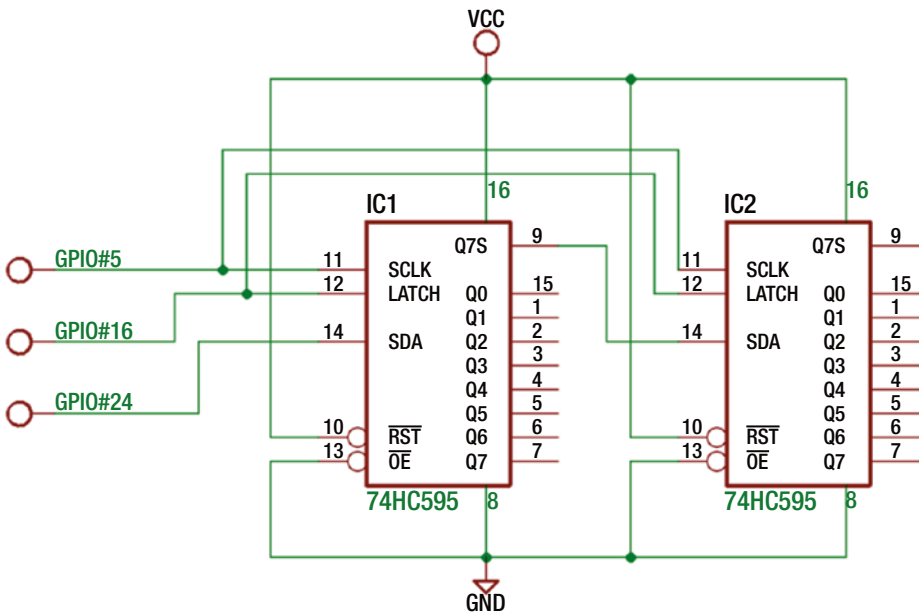 VCC
16
16
IC1
IC2
GPIO#5
GPIO#16
GPIO#24
11
12
14
10
13
SCLK
LATCH
SDA
RST
OE
Q7S
Q0
Q1
Q2
Q3
Q4
Q5
Q6
Q7
9
15
1
2
3
4
5
6
7
74HC595
8
11
12
14
10
13
SCLK
LATCH
SDA
RST
OE
Q7S
Q0
Q1
Q2
Q3
Q4
Q5
Q6
Q7
9
15
1
2
3
4
5
6
7
74HC595
8
GND